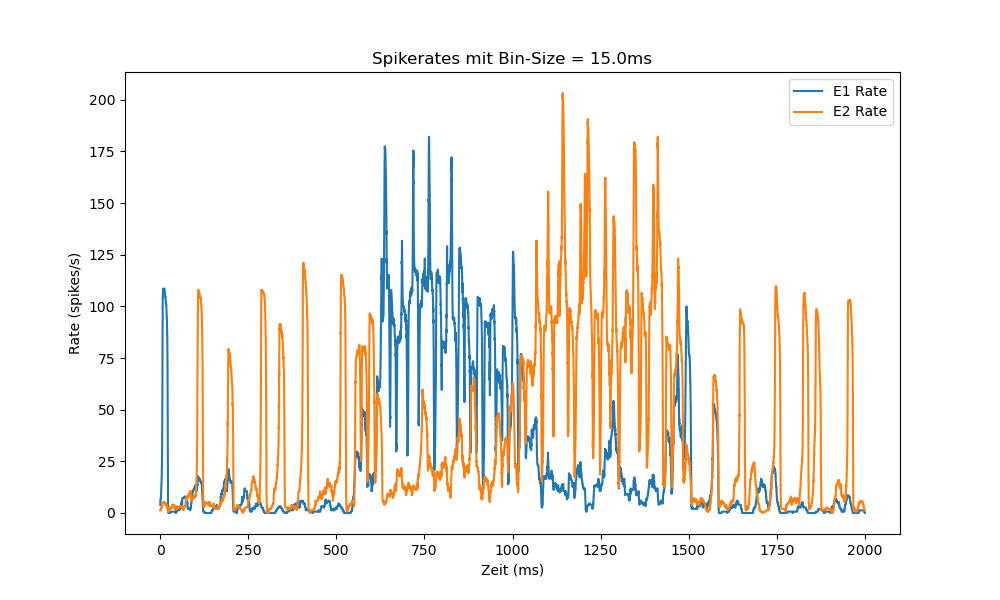 Spikerates mit Bin-Size = 15.0ms
E1 Rate
E2 Rate
200
175
150
125
100
75
50
25
0
Rate (spikes/s)
0 250 500 750 1000 1250 1500 1750 2000
Zeit (ms)